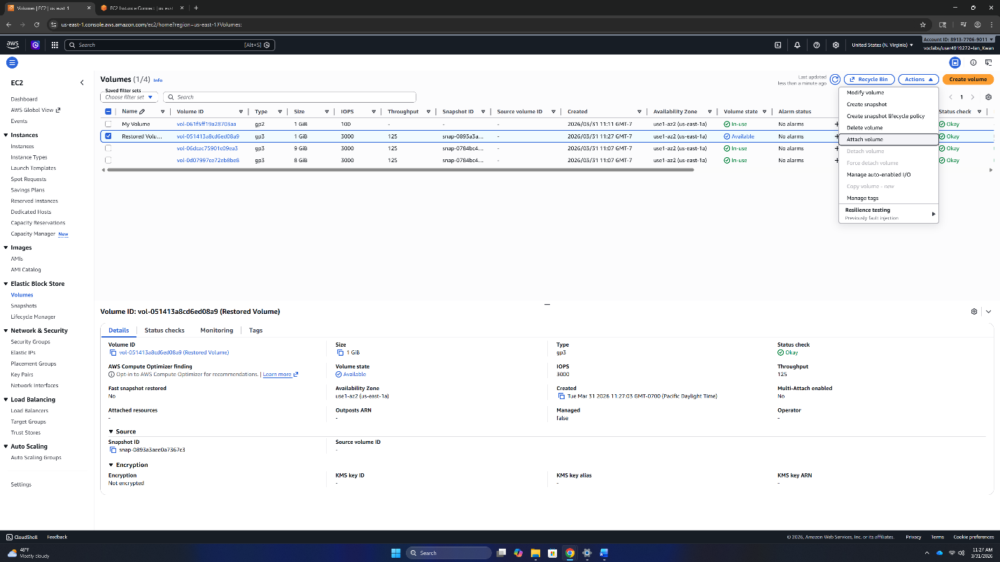 Volumes | EC2 | us-east-1
EC2 Instance Connect | us-east
us-east-1.console.aws.amazon.com/ec2/home?region=us-east-1#Volumes:
aws
Search
[Alt+S]
United States (N. Virginia)
Account ID: 8913-7706-9011
voclabs/user4919272=Ian_Kwan
EC2
Dashboard
AWS Global View
Events
Instances
Instances
Instance Types
Launch Templates
Spot Requests
Savings Plans
Reserved Instances
Dedicated Hosts
Capacity Reservations
Capacity Manager New
Images
AMIs
AMI Catalog
Elastic Block Store
Volumes
Snapshots
Lifecycle Manager
Network & Security
Security Groups
Elastic IPs
Placement Groups
Key Pairs
Network Interfaces
Load Balancing
Load Balancers
Target Groups
Trust Stores
Auto Scaling
Auto Scaling Groups
Settings
Volumes (1/4) Info
Last updated
less than a minute ago
Recycle Bin
Actions
Create volume
Saved filter sets
Choose filter set
Search
1
Name Volume ID Type Size IOPS Throughput Snapshot ID Source volume ID Created Availability Zone Volume state Alarm status Status check
My Volume vol-061f5ff19a28703aa gp2 1 GiB 100 - - - 2026/03/31 11:11 GMT-7 use1-az2 (us-east-1a) In-use No alarms + Okay
Restored Volu... vol-051413a8cd6ed08a9 gp3 1 GiB 3000 125 snap-0893a3a... - 2026/03/31 11:27 GMT-7 use1-az2 (us-east-1a) Available No alarms + Okay
vol-06dcac75901c09ea3 gp3 9 GiB 3000 125 snap-0784bc4... - 2026/03/31 11:07 GMT-7 use1-az2 (us-east-1a) In-use No alarms + Okay
vol-0d07997ce72eb8be8 gp3 8 GiB 3000 125 snap-0784bc4... - 2026/03/31 11:07 GMT-7 use1-az2 (us-east-1a) In-use No alarms + Okay
Modify volume
Create snapshot
Create snapshot lifecycle policy
Delete volume
Attach volume
Detach volume
Force detach volume
Manage auto-enabled I/O
Copy volume - new
Manage tags
Resilience testing
Previously fault injection
Volume ID: vol-051413a8cd6ed08a9 (Restored Volume)
Details
Status checks
Monitoring
Tags
Volume ID
vol-051413a8cd6ed08a9 (Restored Volume)
Size
1 GiB
Type
gp3
Status check
Okay
AWS Compute Optimizer finding
Opt-in to AWS Compute Optimizer for recommendations. | Learn more
Volume state
Available
IOPS
3000
Throughput
125
Fast snapshot restored
No
Availability Zone
use1-az2 (us-east-1a)
Created
Tue Mar 31 2026 11:27:03 GMT-0700 (Pacific Daylight Time)
Multi-Attach enabled
No
Attached resources
-
Outposts ARN
-
Managed
false
Operator
-
Source
Snapshot ID
snap-0893a3aee0a7367c3
Source volume ID
-
Encryption
Encryption
Not encrypted
KMS key ID
-
KMS key alias
-
KMS key ARN
-
CloudShell
Feedback
© 2026, Amazon Web Services, Inc. or its affiliates.
Privacy
Terms
Cookie preferences
48°F
Mostly cloudy
Search
11:27 AM
3/31/2026